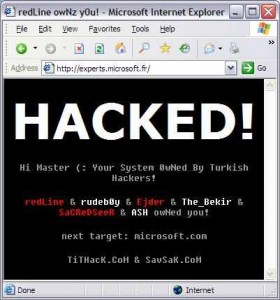 redLine owNz y0u! - Microsoft Internet Explorer
File Edit View Favorites Tools Help
Address http://experts.microsoft.fr/ Go
HACKED!
Hi Master (: Your System 0wNed By Turkish
Hackers!
redLine & rudeb0y & Ejder & The_Bekir &
SaCReDSeeR & ASH owNed you!
next target: microsoft.com
TiTHacK.CoM & SavSaK.CoM
Done Internet